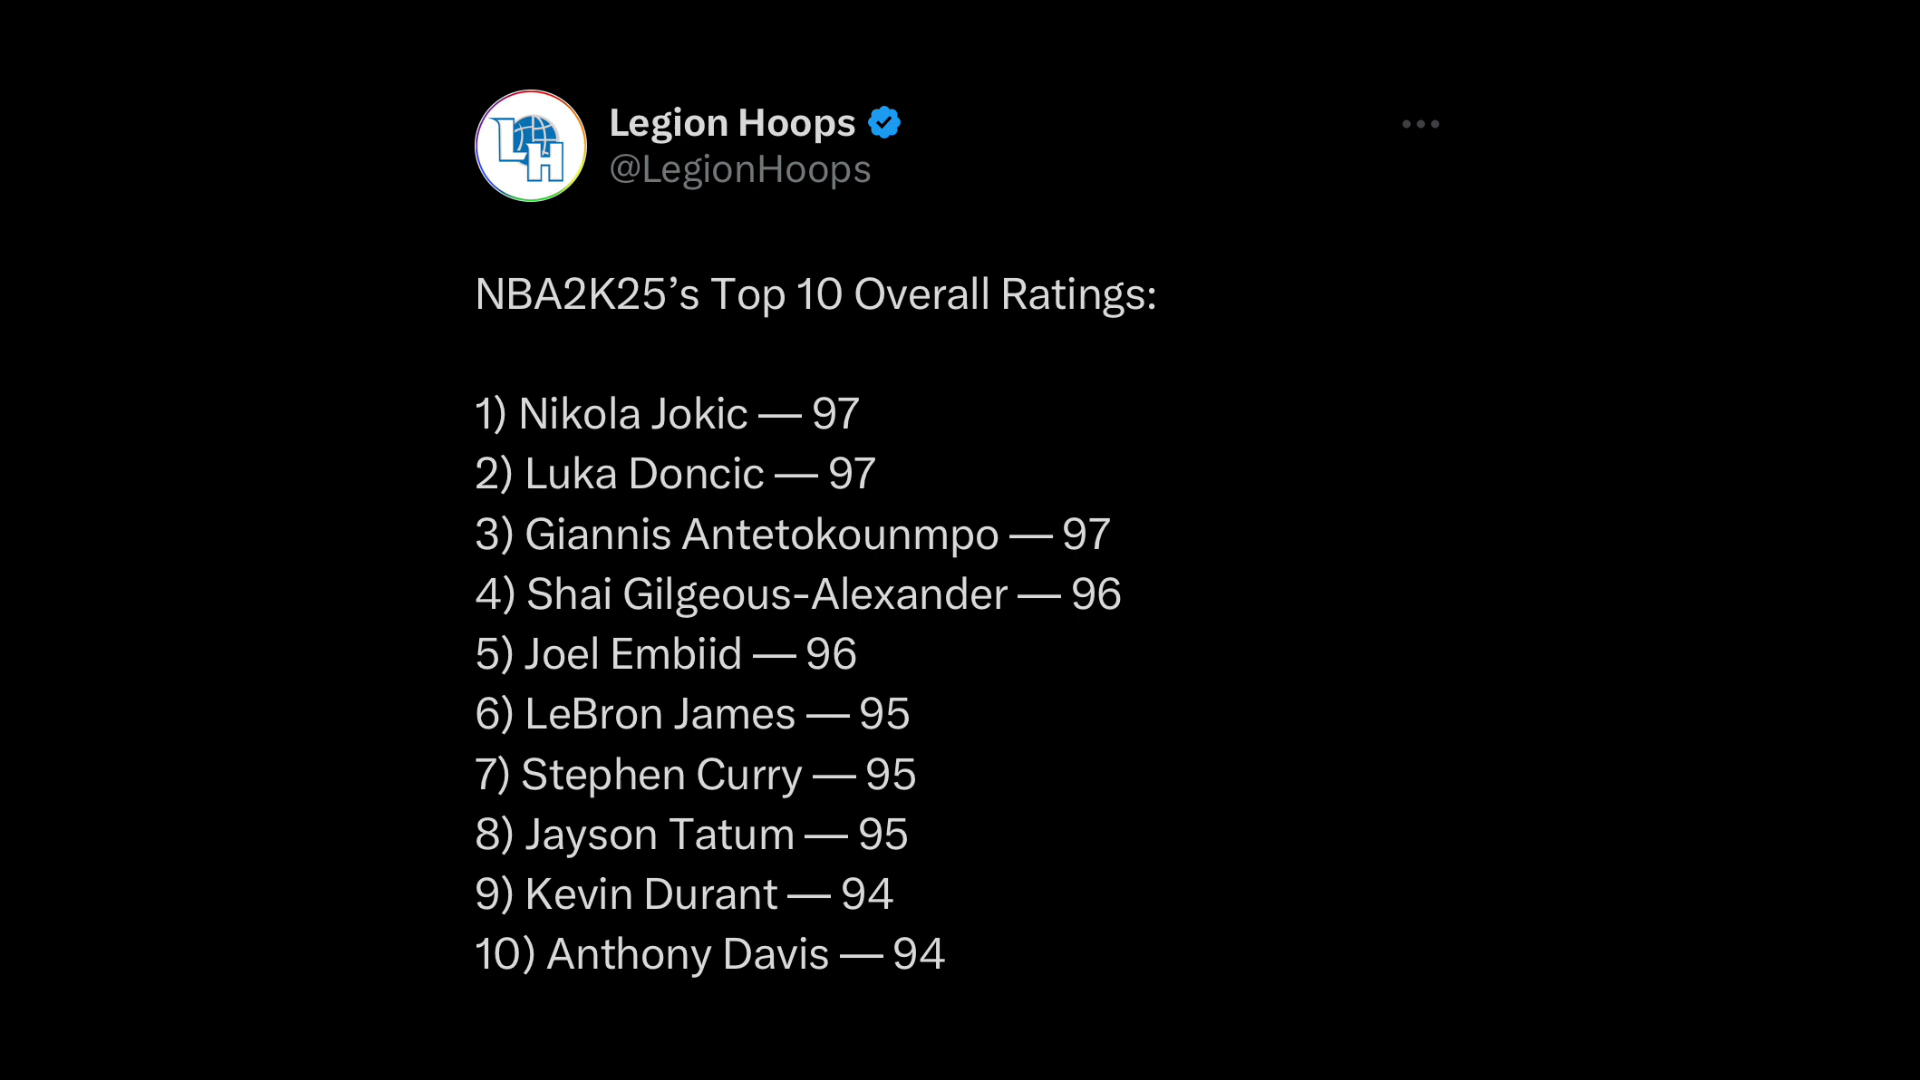 LH
Legion Hoops
@LegionHoops
NBA2K25’s Top 10 Overall Ratings:
1) Nikola Jokic — 97
2) Luka Doncic — 97
3) Giannis Antetokounmpo — 97
4) Shai Gilgeous-Alexander — 96
5) Joel Embiid — 96
6) LeBron James — 95
7) Stephen Curry — 95
8) Jayson Tatum — 95
9) Kevin Durant — 94
10) Anthony Davis — 94